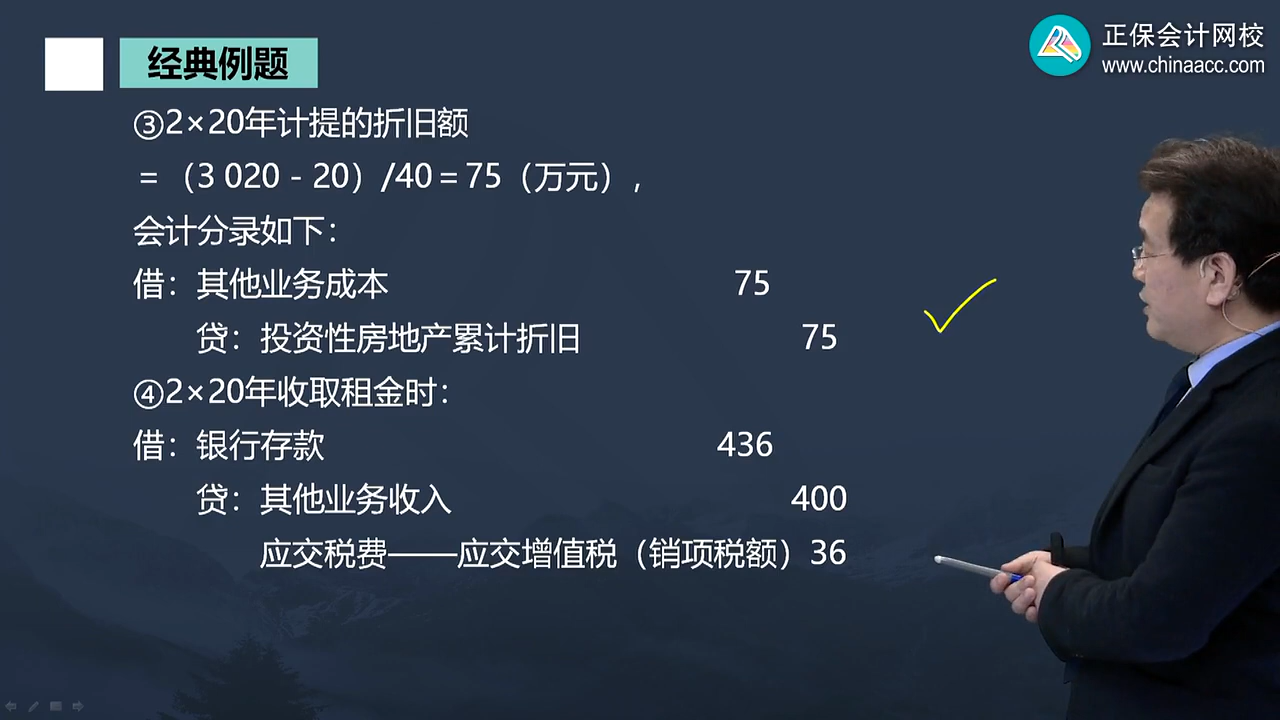 正保会计网校
www.chinaacc.com
经典例题
③2×20年计提的折旧额
=（3 020－20）/40＝75（万元），
会计分录如下：
借：其他业务成本 75
贷：投资性房地产累计折旧 75
④2×20年收取租金时：
借：银行存款 436
贷：其他业务收入 400
应交税费——应交增值税（销项税额）36